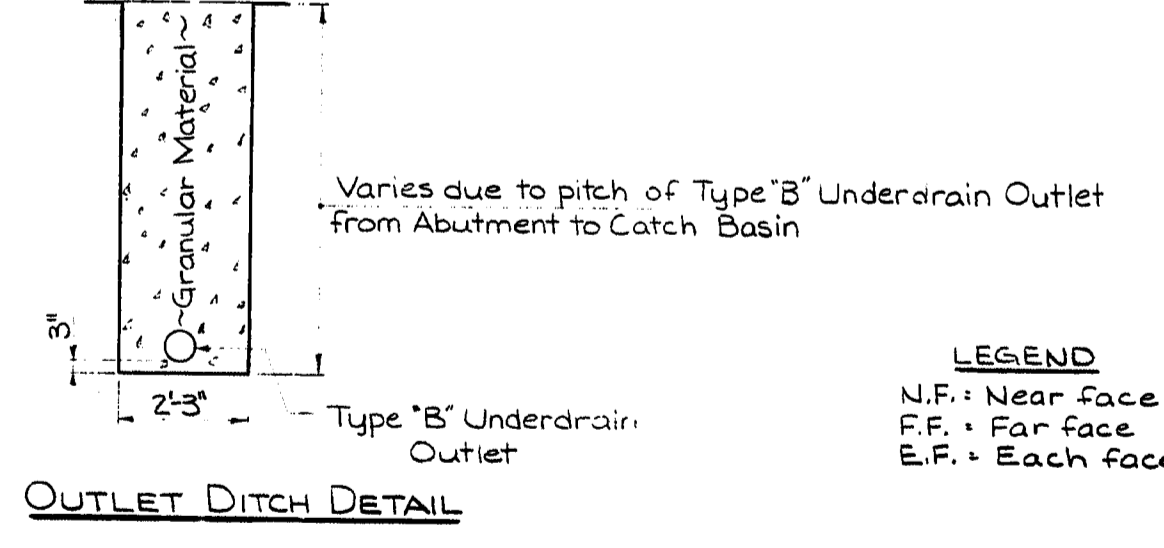 ~Granular Material~
Varies due to pitch of Type "B" Underdrain Outlet
from Abutment to Catch Basin
3"
2'-3"
Type "B" Underdrain
Outlet
OUTLET DITCH DETAIL
LEGEND
N.F.: Near face
F.F. : Far face
E.F. : Each face